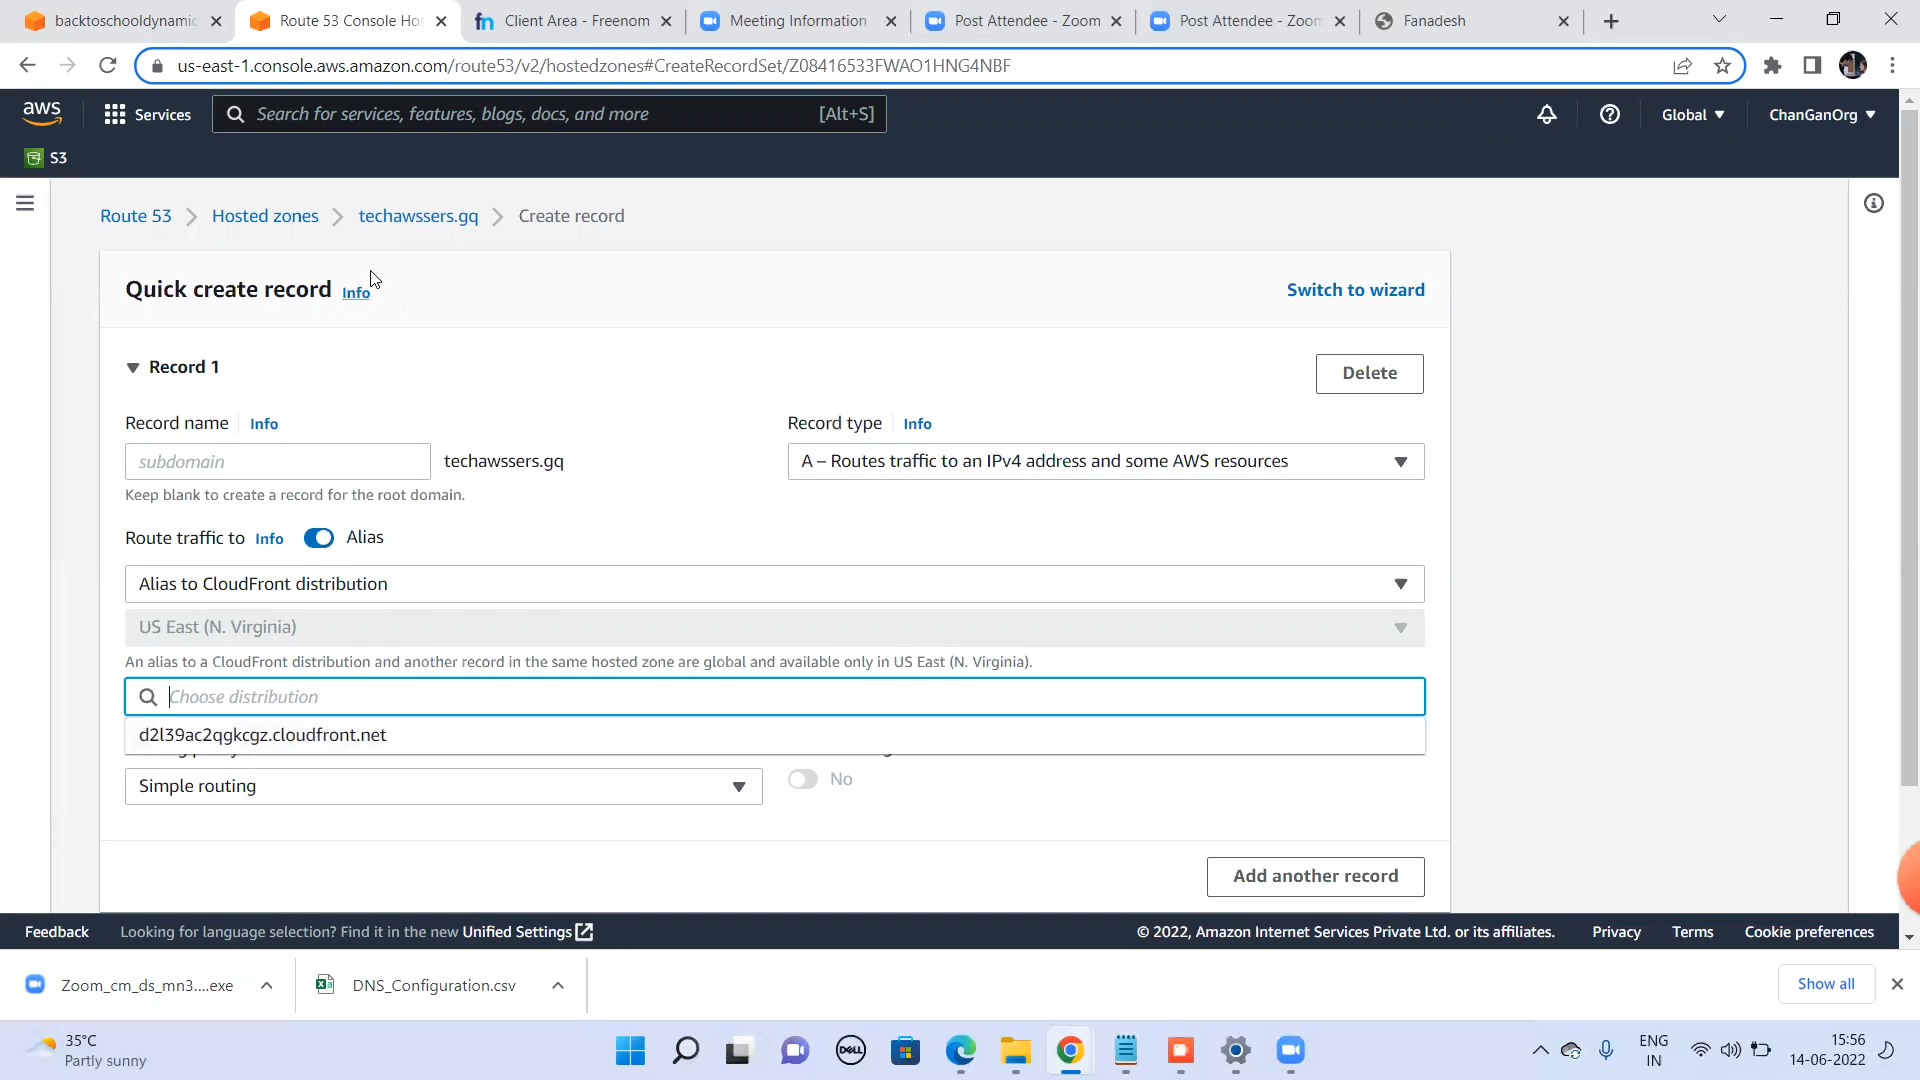 backtoschooldynamic
Route 53 Console Hos
Client Area - Freenom
Meeting Information
Post Attendee - Zoom
Post Attendee - Zoom
Fanadesh
us-east-1.console.aws.amazon.com/route53/v2/hostedzones#CreateRecordSet/Z08416533FWAO1HNG4NBF
aws
Services
Search for services, features, blogs, docs, and more
[Alt+S]
Global
ChanGanOrg
S3
Route 53
Hosted zones
techawssers.gq
Create record
Quick create record
Info
Switch to wizard
Record 1
Delete
Record name
Info
Record type
Info
subdomain
techawssers.gq
A – Routes traffic to an IPv4 address and some AWS resources
Keep blank to create a record for the root domain.
Route traffic to
Info
Alias
Alias to CloudFront distribution
US East (N. Virginia)
An alias to a CloudFront distribution and another record in the same hosted zone are global and available only in US East (N. Virginia).
Choose distribution
d2l39ac2qgkcgz.cloudfront.net
Simple routing
No
Add another record
Feedback
Looking for language selection? Find it in the new Unified Settings
© 2022, Amazon Internet Services Private Ltd. or its affiliates.
Privacy
Terms
Cookie preferences
Zoom_cm_ds_mn3....exe
DNS_Configuration.csv
Show all
35°C
Partly sunny
DELL
ENG
IN
15:56
14-06-2022